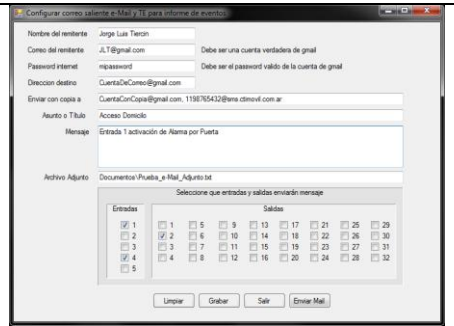 Configurar correo saliente e-Mail y TE para informe de eventos
Nombre del remitente Jorge Luis Tiercin
Correo del remitente JLT@gmail.com Debe ser una cuenta verdadera de gmail
Password internet mipassword Debe ser el password valido de la cuenta de gmail
Direccion destino CuentaDeCorreo@gmail.com
Enviar con copia a CuentaConCopia@gmail.com, 1198765432@sms.ctimovil.com.ar
Asunto o Título Acceso Domicilo
Mensaje Entrada 1 activación de Alarma por Puerta
Archivo Adjunto Documentos\Prueba_e-Mail_Adjunto.txt
Seleccione que entradas y salidas enviarán mensaje
Entradas Salidas
1 1 5 9 13 17 21 25 29
2 2 6 10 14 18 22 26 30
3 3 7 11 15 19 23 27 31
4 4 8 12 16 20 24 28 32
5
Limpiar Grabar Salir Enviar Mail